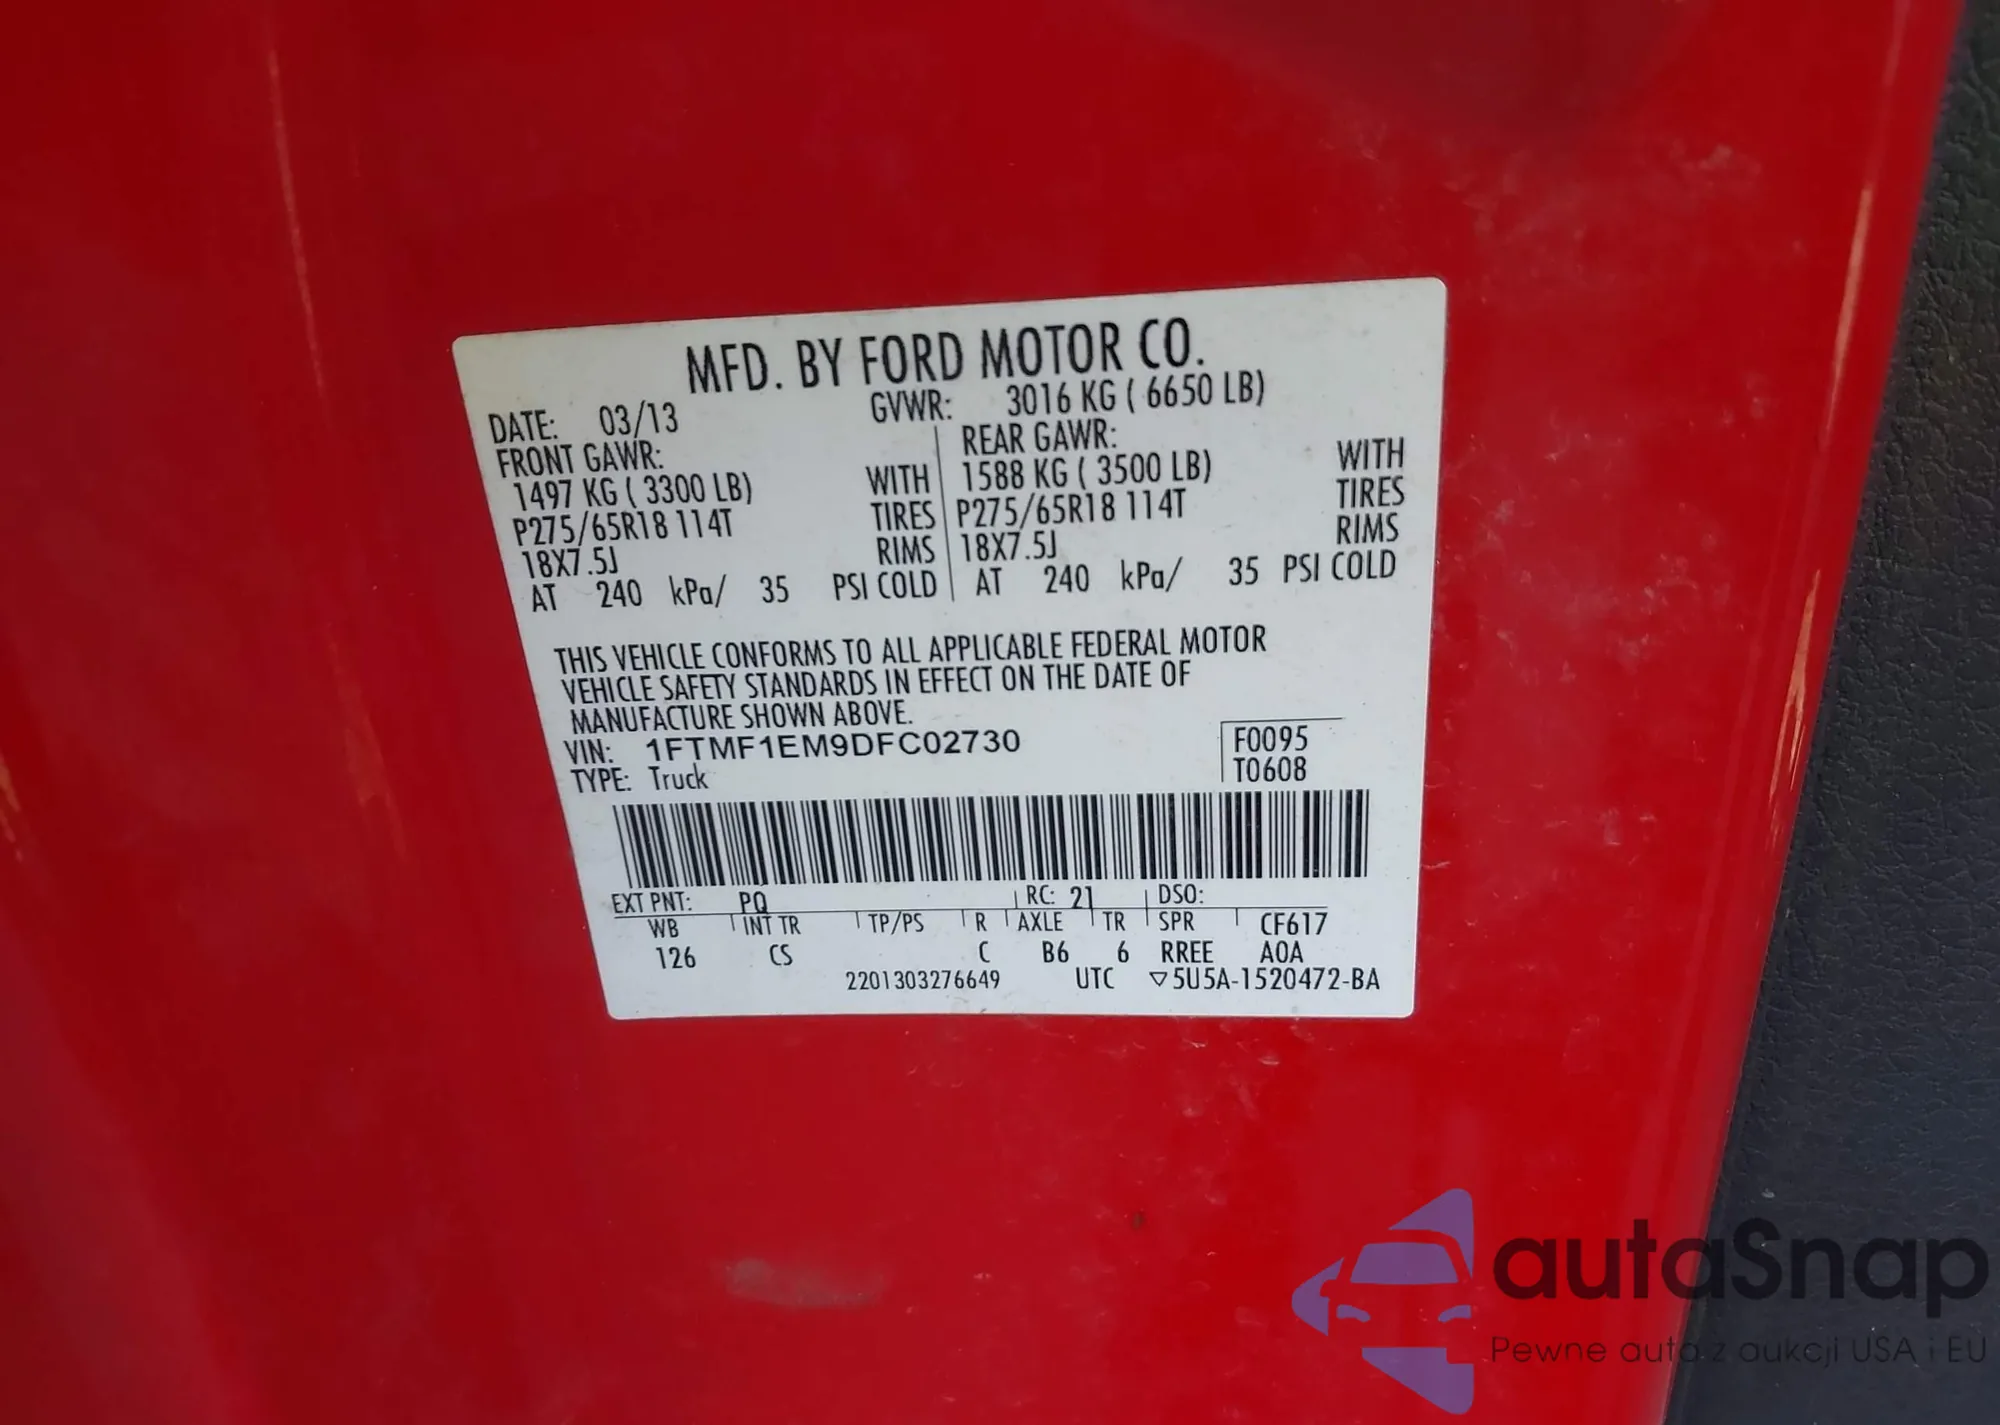 MFD. BY FORD MOTOR CO.
DATE: 03/13 GVWR: 3016 KG ( 6650 LB)
FRONT GAWR: REAR GAWR:
1497 KG ( 3300 LB) WITH 1588 KG ( 3500 LB) WITH
P275/65R18 114T TIRES P275/65R18 114T TIRES
18X7.5J RIMS 18X7.5J RIMS
AT 240 kPa/ 35 PSI COLD AT 240 kPa/ 35 PSI COLD
THIS VEHICLE CONFORMS TO ALL APPLICABLE FEDERAL MOTOR
VEHICLE SAFETY STANDARDS IN EFFECT ON THE DATE OF
MANUFACTURE SHOWN ABOVE.
VIN: 1FTMF1EM9DFC02730 F0095
TYPE: Truck T0608
EXT PNT: PQ RC: 21 DSO:
WB INT TR TP/PS R AXLE TR SPR CF617
126 CS C B6 6 RREE A0A
2201303276649 UTC ▽5U5A-1520472-BA
autaSnap
Pewne auta z aukcji USA i EU